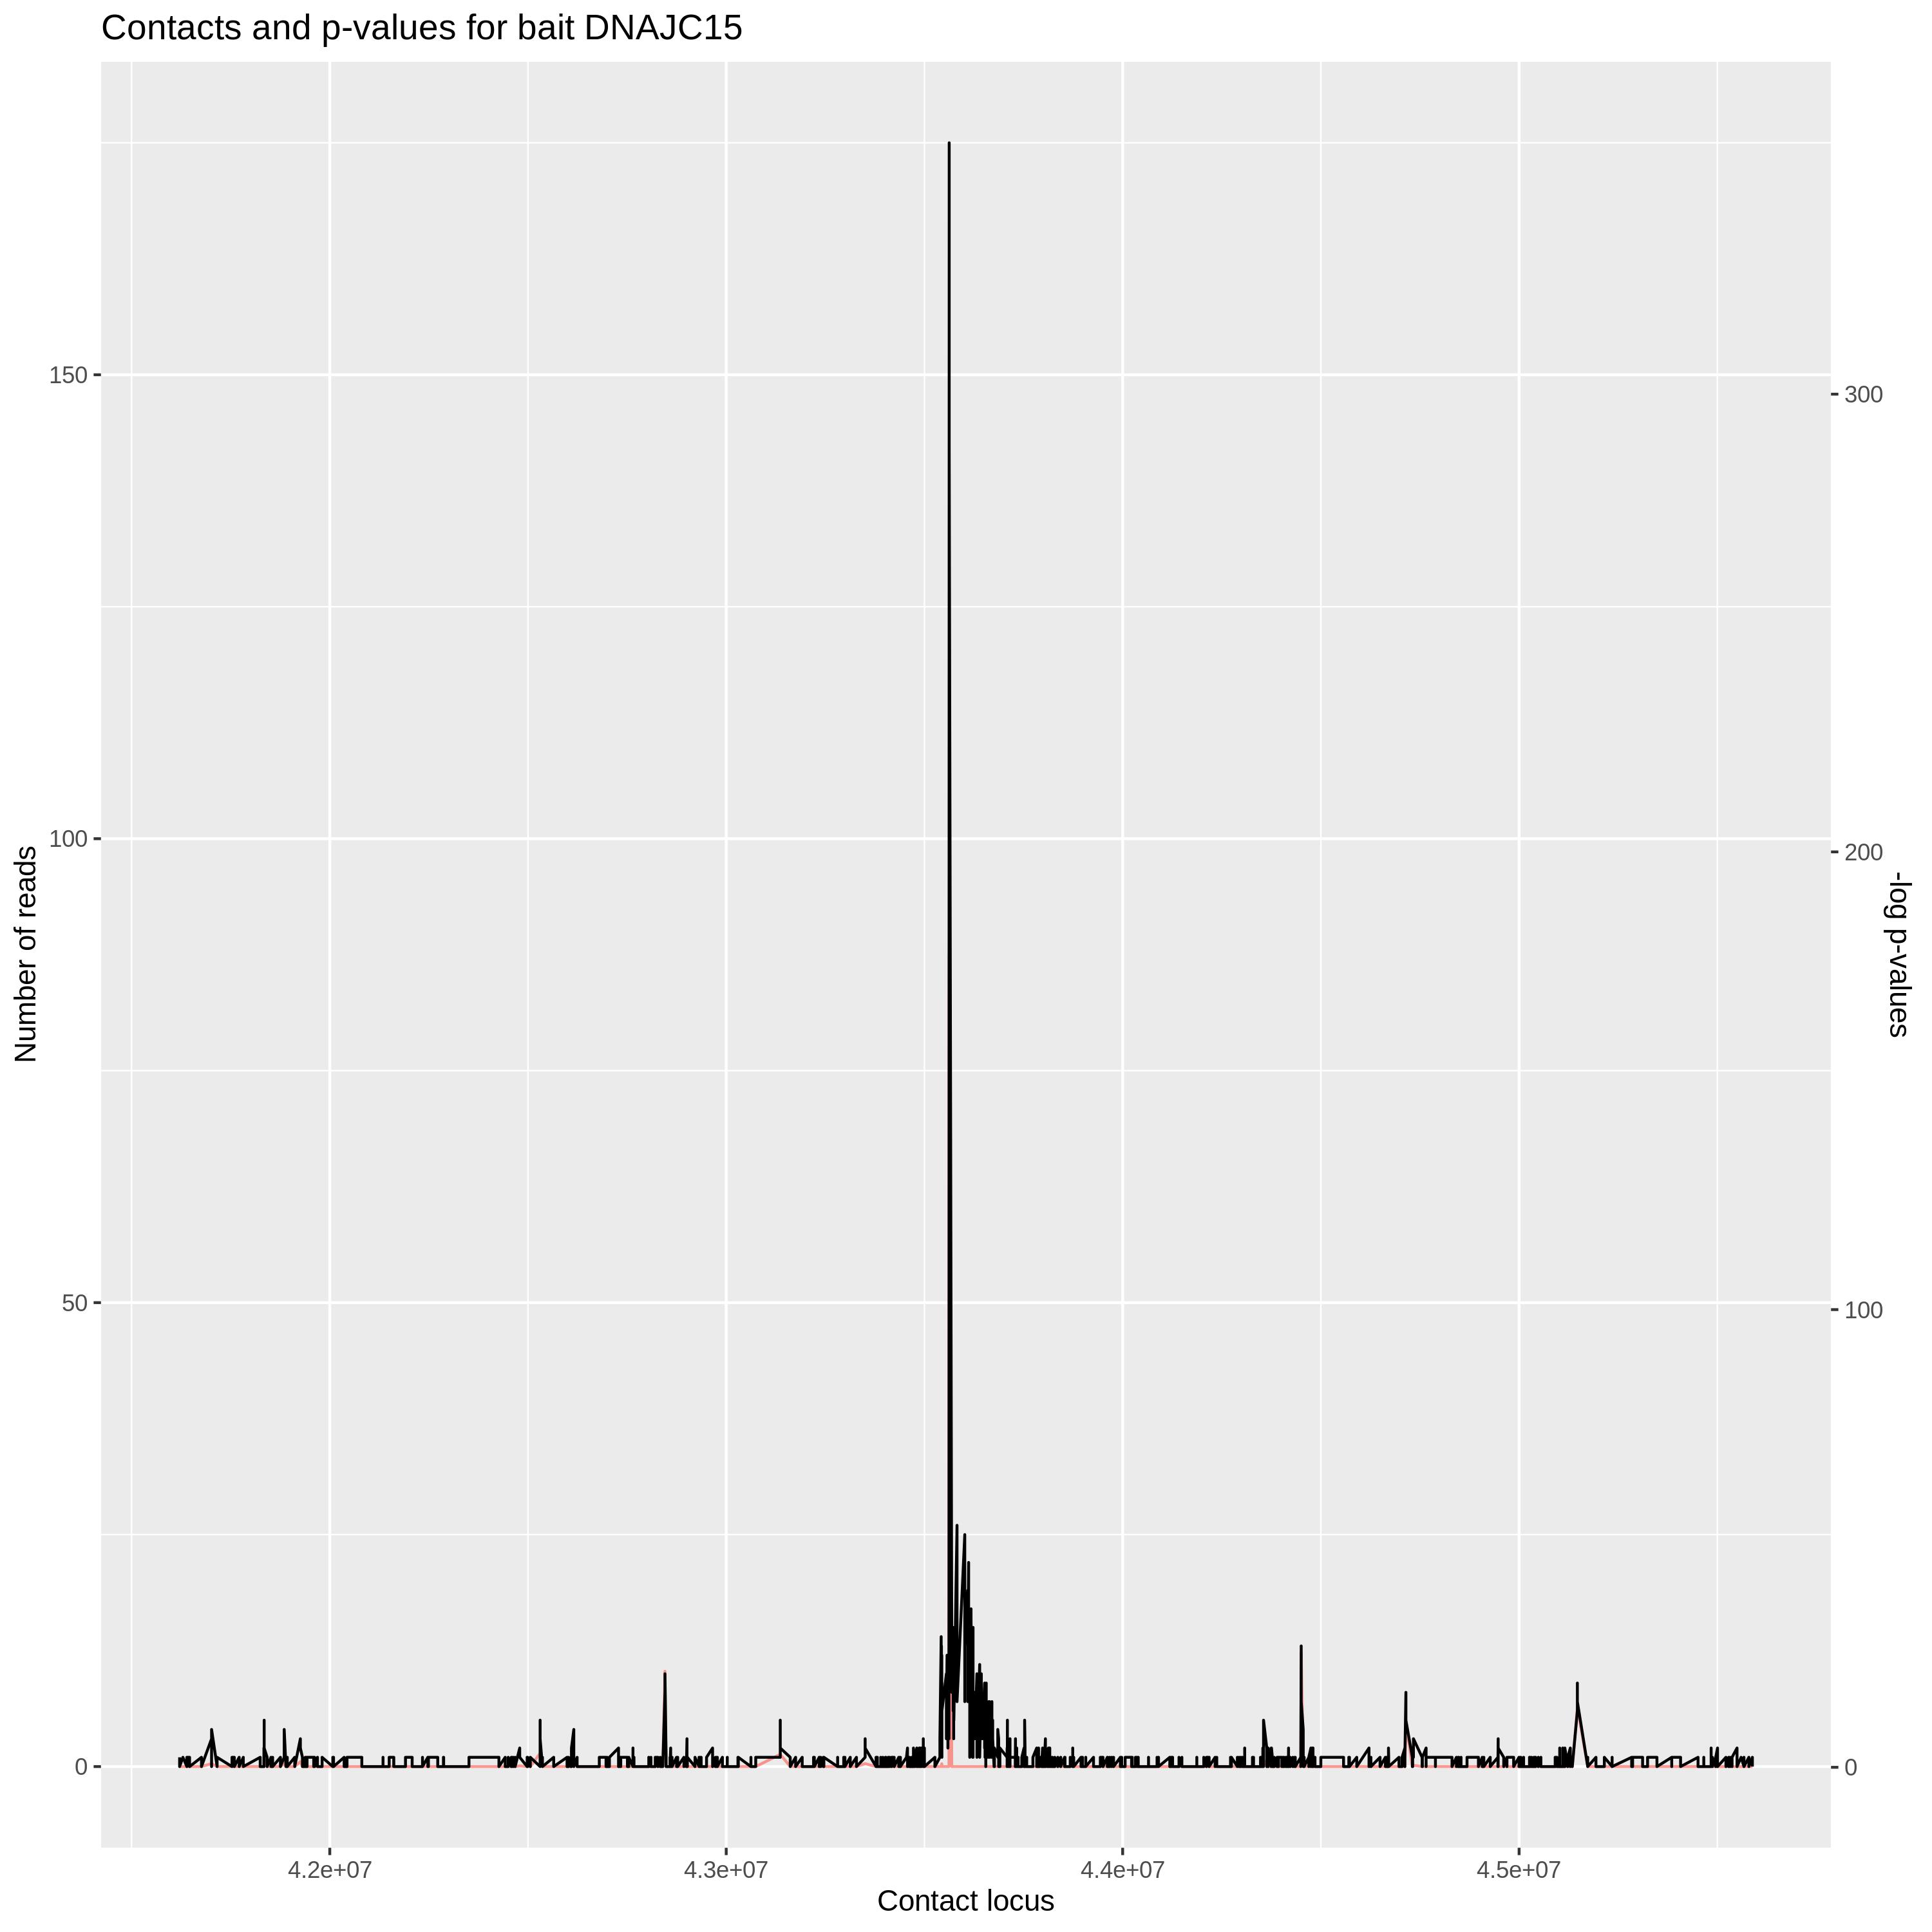 Contacts and p-values for bait DNAJC15
150
100
50
0
Number of reads
300
200
100
0
-log p-values
4.2e+07
4.3e+07
4.4e+07
4.5e+07
Contact locus